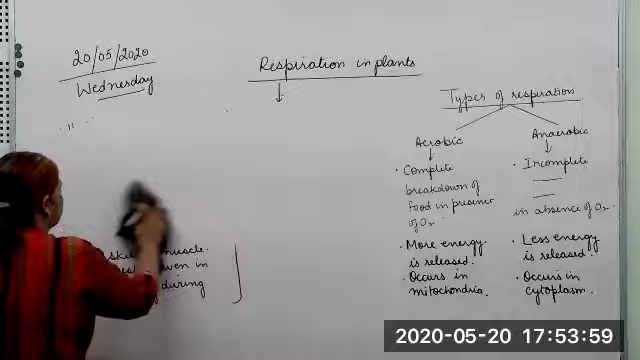 20/05/2020
Wednesday
Respiration in plants
Types of respiration
Aerobic
Complete
breakdown of
food in presence
of O₂.
More energy
is released.
Occurs in
mitochondria.
Anaerobic
Incomplete
in absence of O₂.
Less energy
is released.
Occurs in
cytoplasm.
muscle.
even in
during
2020-05-20 17:53:59